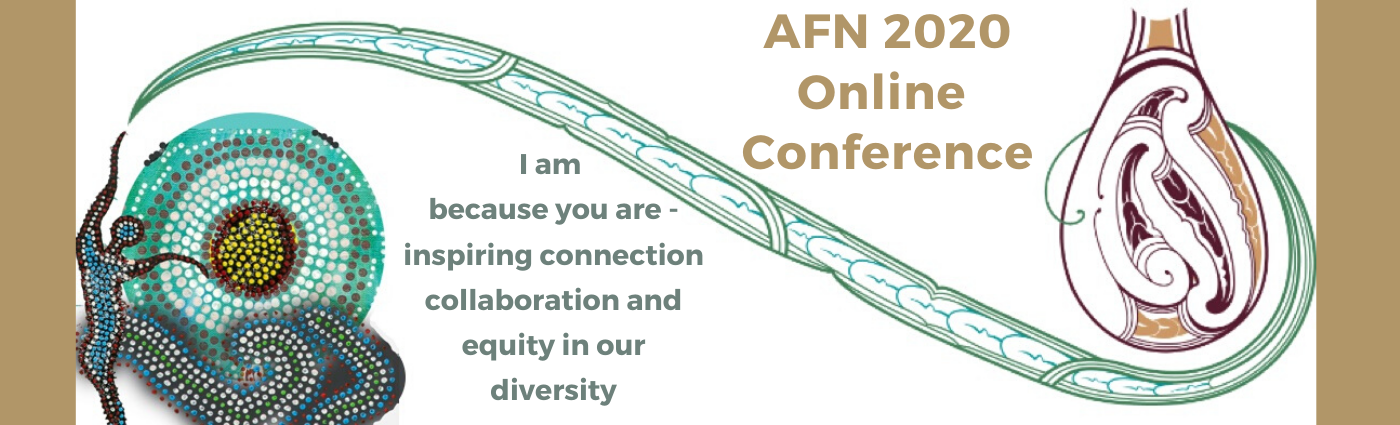 AFN 2020
Online
Conference
I am
because you are -
inspiring connection
collaboration and
equity in our
diversity